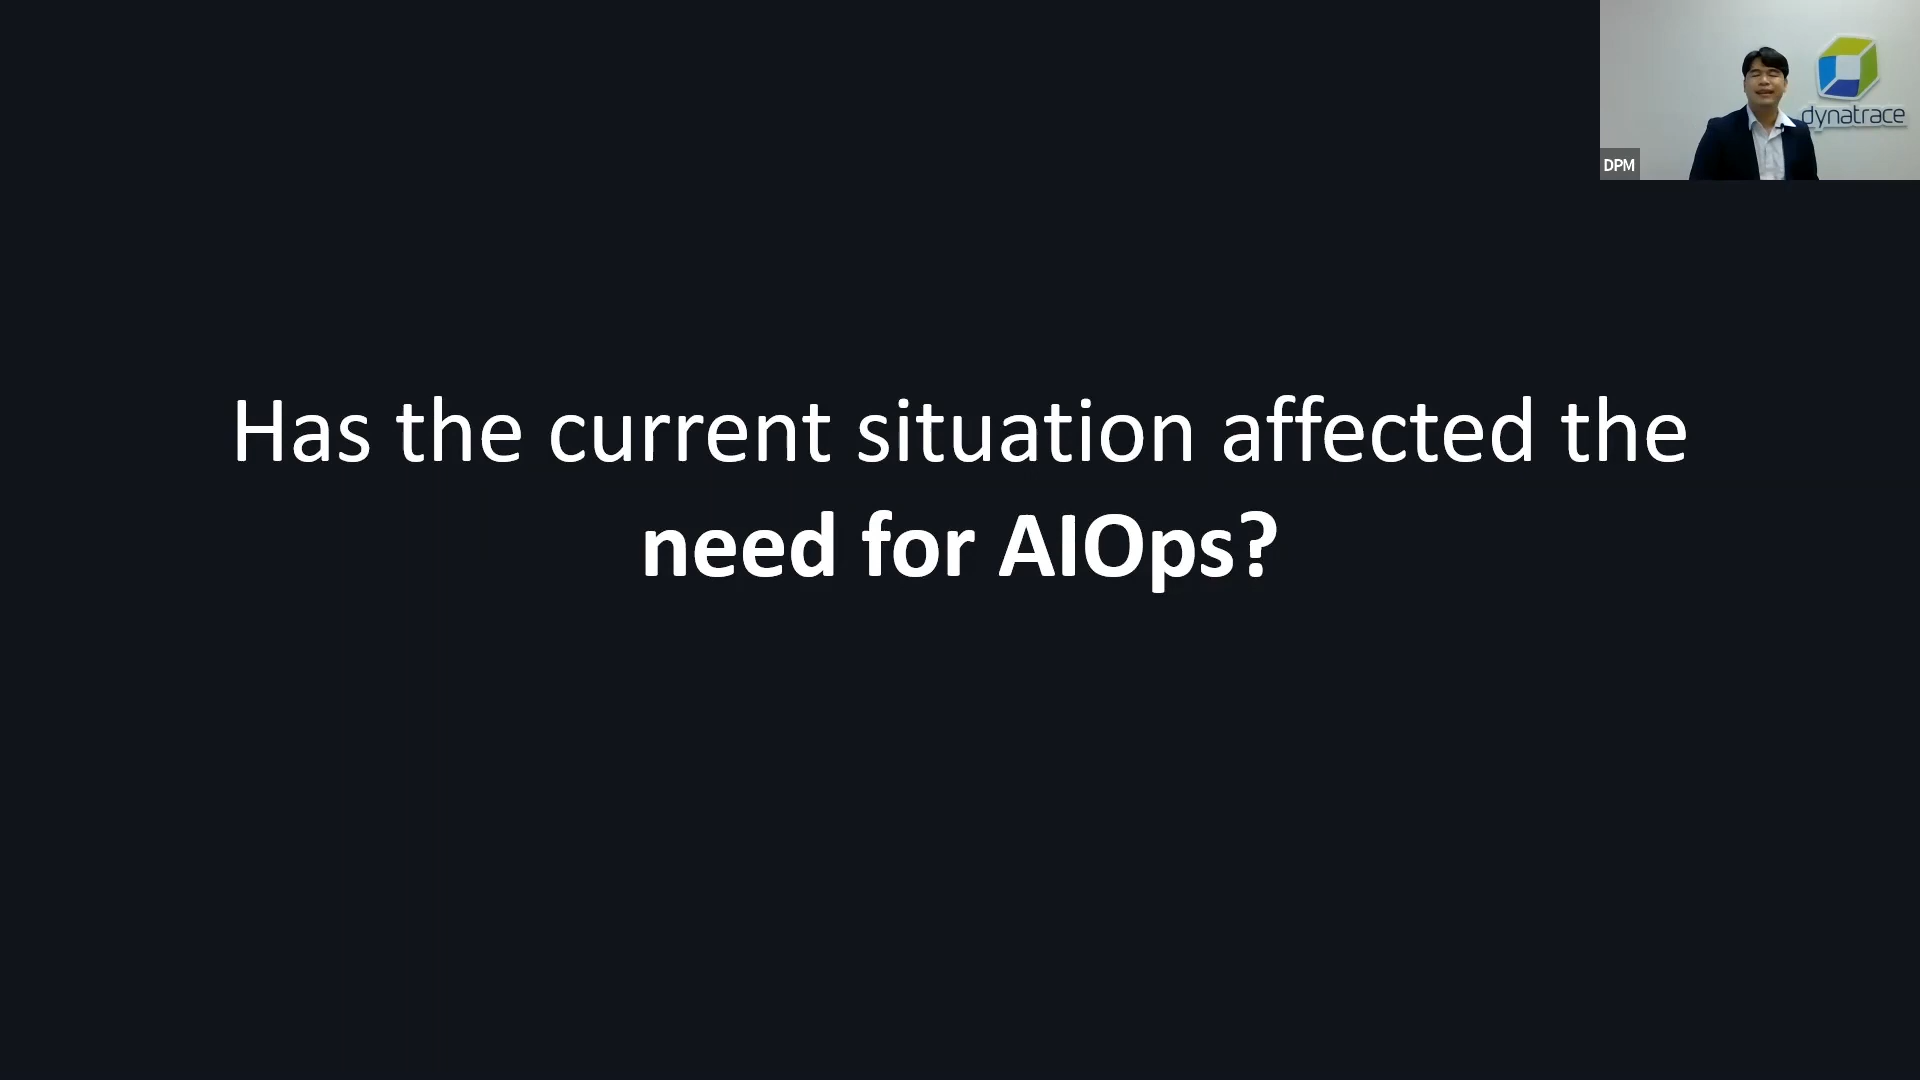 dynatrace
DPM
Has the current situation affected the
need for AIOps?